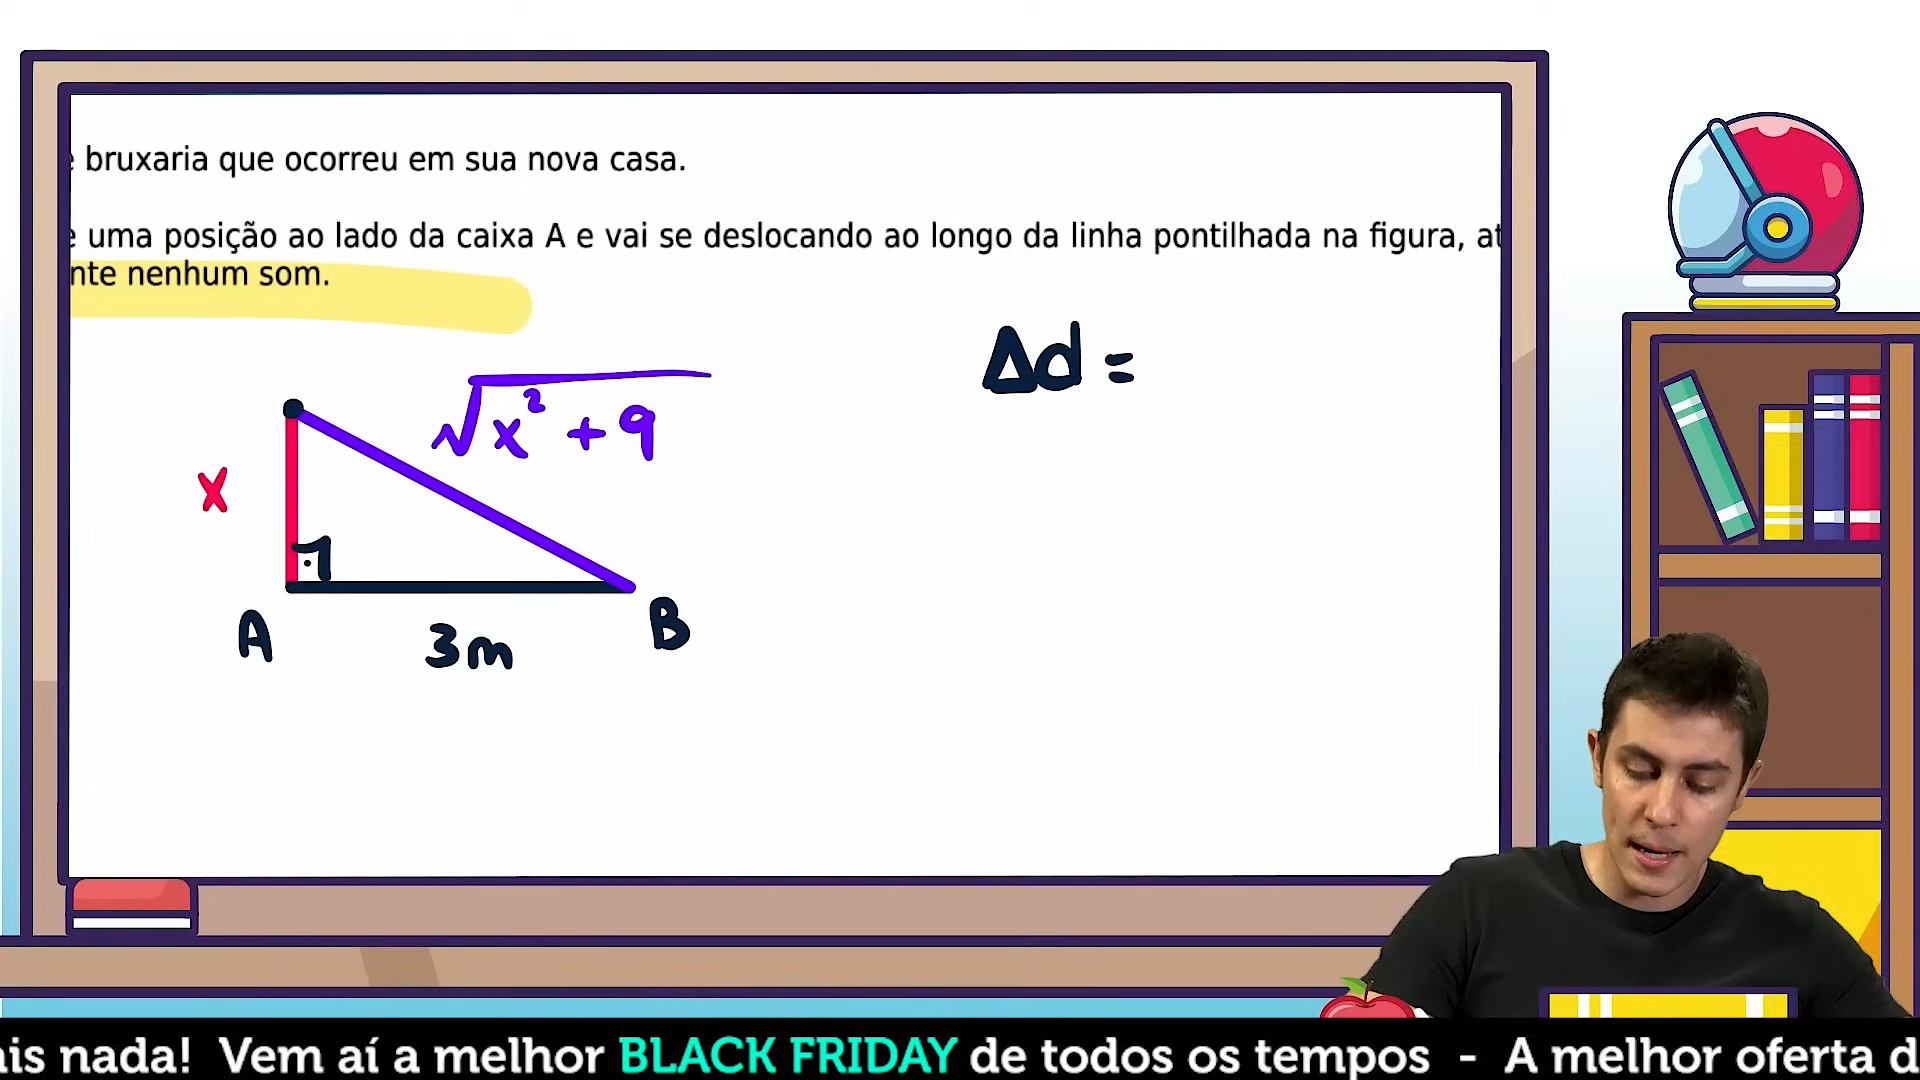 e bruxaria que ocorreu em sua nova casa.
e uma posição ao lado da caixa A e vai se deslocando ao longo da linha pontilhada na figura, at
nte nenhum som.
Δd =
√x² + 9
x
A
3m
B
is nada! Vem aí a melhor BLACK FRIDAY de todos os tempos - A melhor oferta d